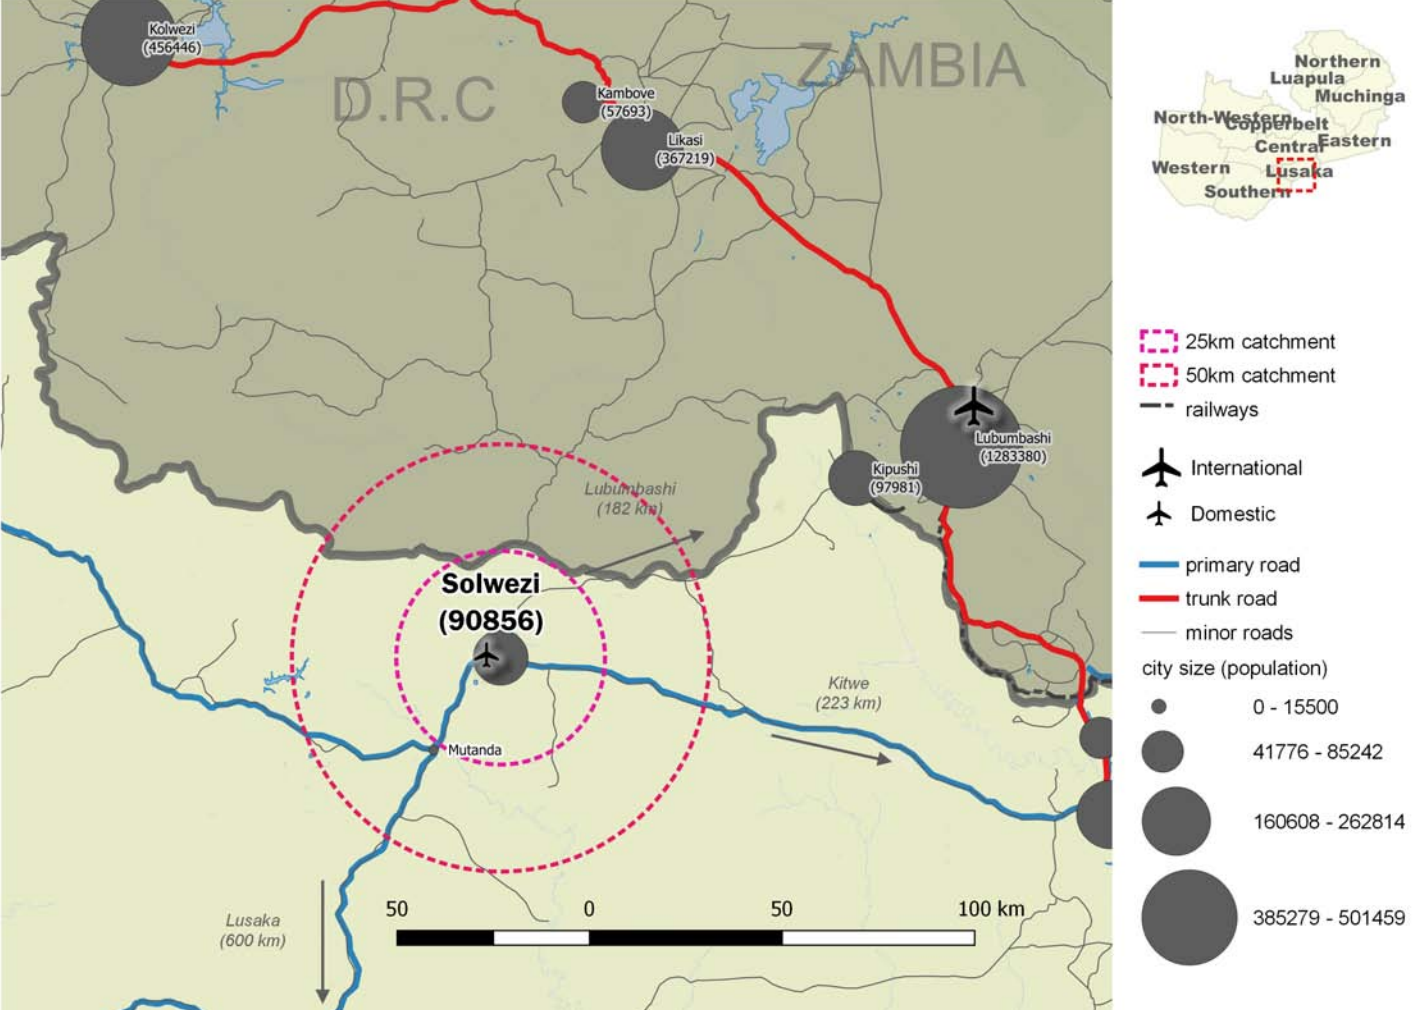 Kolwezi
(456446)
D.R.C
Kambove
(57693)
Likasi
(367219)
ZAMBIA
Lubumbashi
(1283380)
Kipushi
(97981)
Lubumbashi
(182 km)
Solwezi
(90856)
Mutanda
Kitwe
(223 km)
Lusaka
(600 km)
50 0 50 100 km
Northern
Luapula
Muchinga
North-Western
Copperbelt
Eastern
Central
Western
Lusaka
Southern
25km catchment
50km catchment
railways
International
Domestic
primary road
trunk road
minor roads
city size (population)
0 - 15500
41776 - 85242
160608 - 262814
385279 - 501459